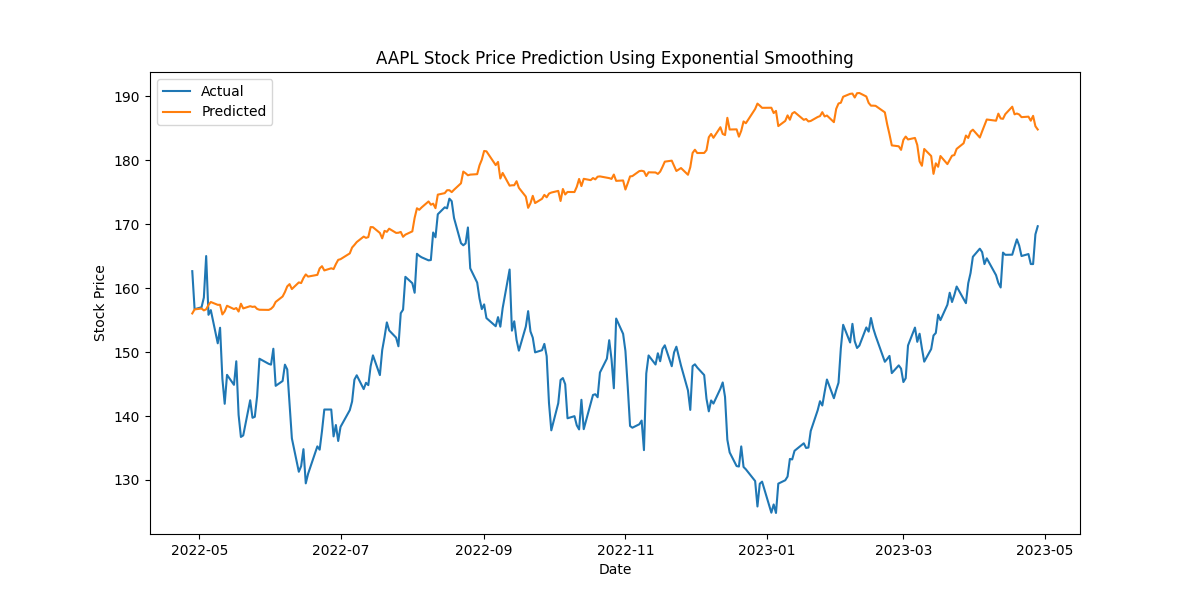 AAPL Stock Price Prediction Using Exponential Smoothing
Actual
Predicted
Stock Price
190
180
170
160
150
140
130
2022-05 2022-07 2022-09 2022-11 2023-01 2023-03 2023-05
Date